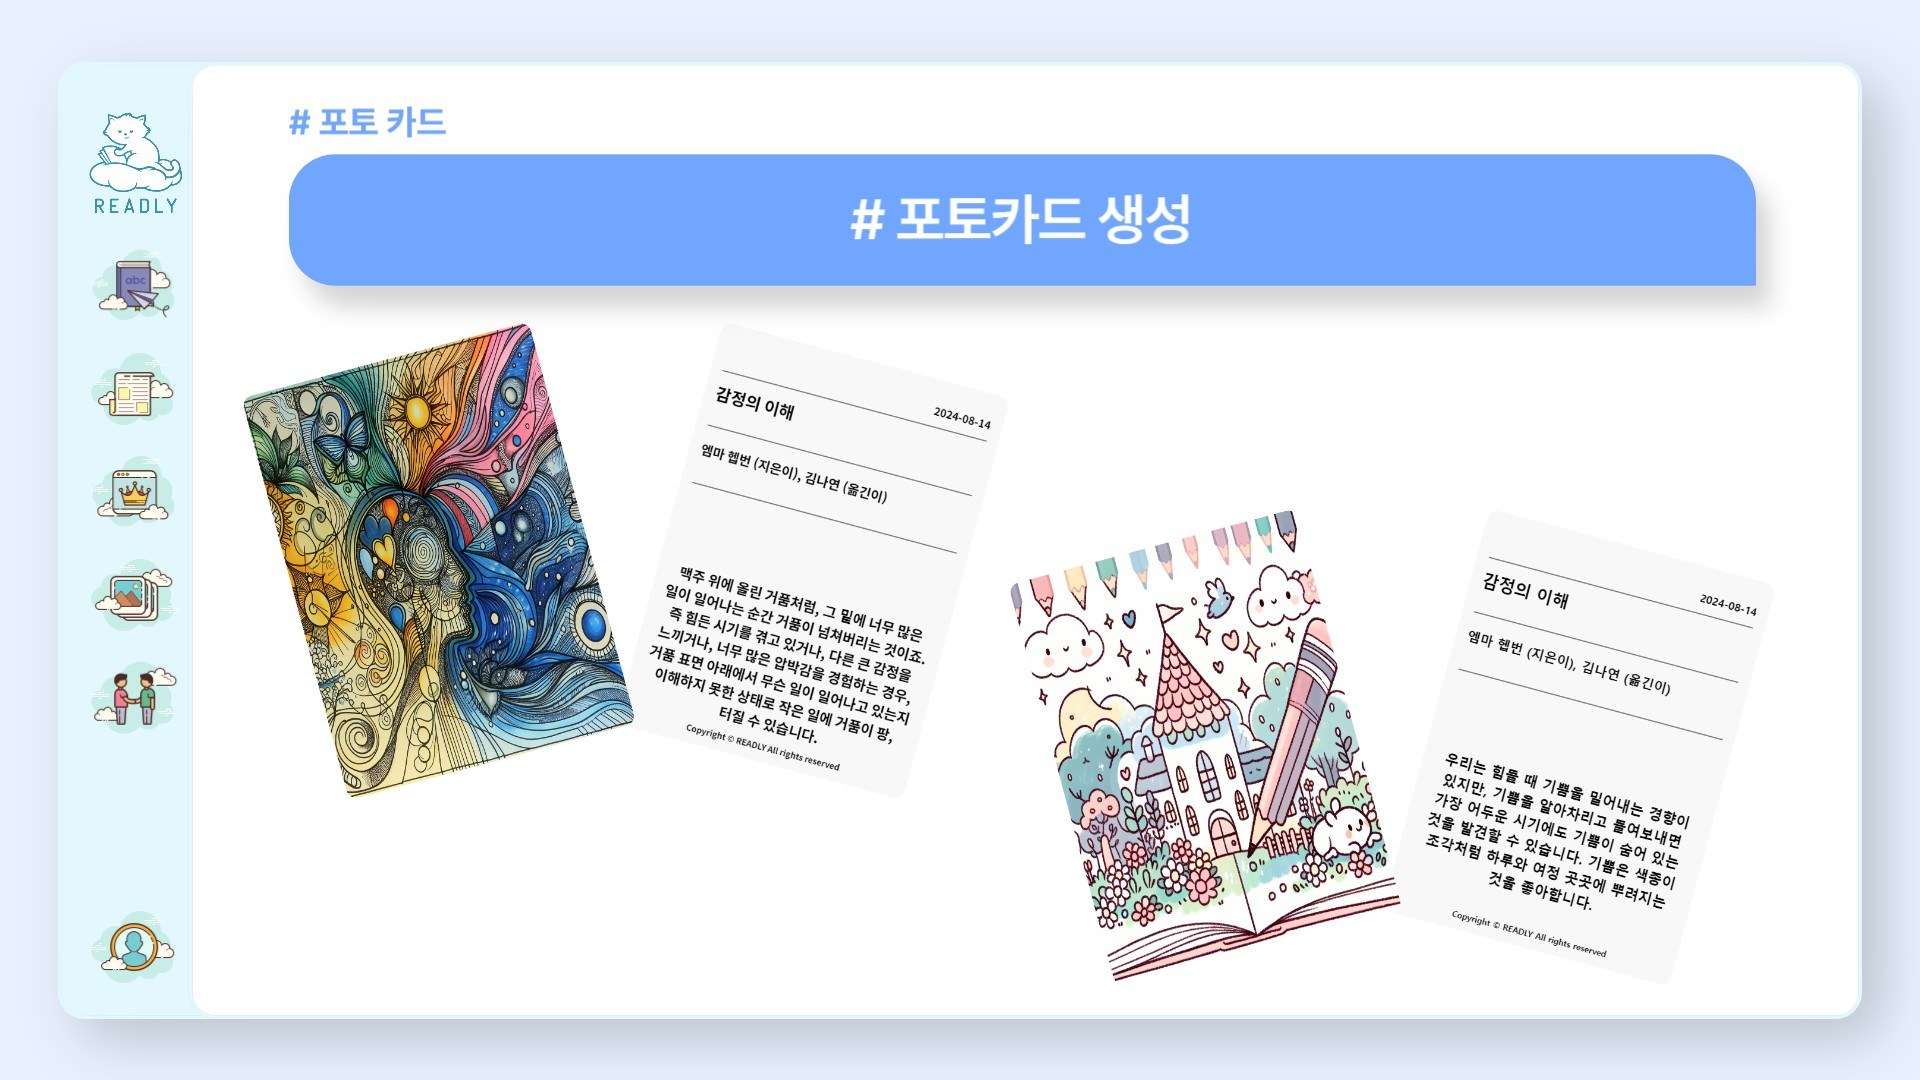 READLY
abc
# 포토 카드
# 포토카드 생성
감정의 이해
2024-08-14
엠마 헵번 (지은이), 김나연 (옮긴이)
맥주 위에 올린 거품처럼, 그 밑에 너무 많은
일이 일어나는 순간 거품이 넘쳐버리는 것이죠.
즉 힘든 시기를 겪고 있거나, 다른 큰 감정을
느끼거나, 너무 많은 압박감을 경험하는 경우,
거품 표면 아래에서 무슨 일이 일어나고 있는지
이해하지 못한 상태로 작은 일에 거품이 팡,
터질 수 있습니다.
Copyright © READLY All rights reserved
감정의 이해
2024-08-14
엠마 헵번 (지은이), 김나연 (옮긴이)
우리는 힘들 때 기쁨을 밀어내는 경향이
있지만, 기쁨을 알아차리고 물여보내면
가장 어두운 시기에도 기쁨이 숨어 있는
것을 발견할 수 있습니다. 기쁨은 색종이
조각처럼 하루와 여정 곳곳에 뿌려지는
것을 좋아합니다.
Copyright © READLY All rights reserved